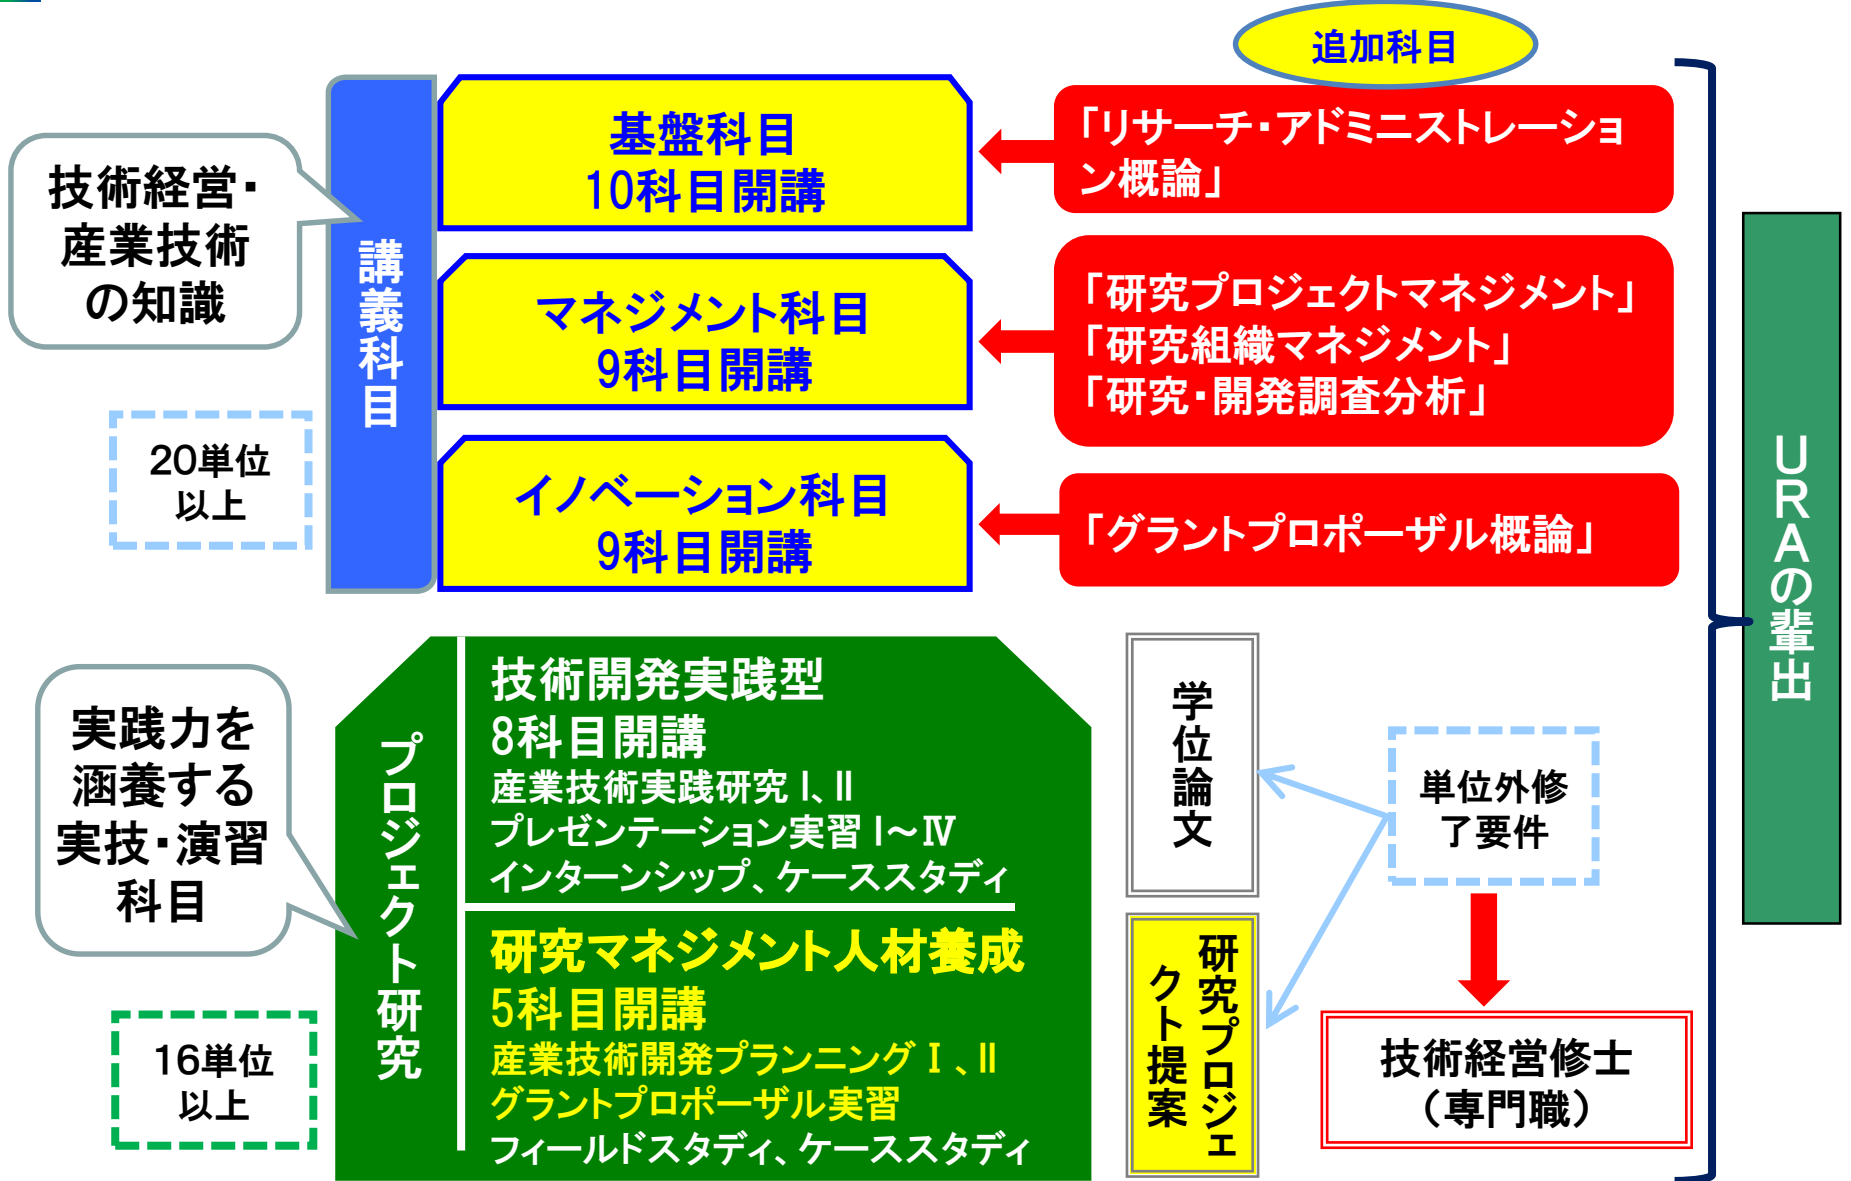 追加科目
基盤科目
10科目開講
「リサーチ・アドミニストレーショ
ン概論」
技術経営・
産業技術
の知識
講義科目
マネジメント科目
9科目開講
「研究プロジェクトマネジメント」
「研究組織マネジメント」
「研究・開発調査分析」
20単位
以上
イノベーション科目
9科目開講
「グラントプロポーザル概論」
URAの輩出
実践力を
涵養する
実技・演習
科目
プロジェクト研究
技術開発実践型
8科目開講
産業技術実践研究Ⅰ、Ⅱ
プレゼンテーション実習Ⅰ～Ⅳ
インターンシップ、ケーススタディ
研究マネジメント人材養成
5科目開講
産業技術開発プランニングⅠ、Ⅱ
グラントプロポーザル実習
フィールドスタディ、ケーススタディ
16単位
以上
学位論文
研究プロジェ
クト提案
単位外修
了要件
技術経営修士
（専門職）